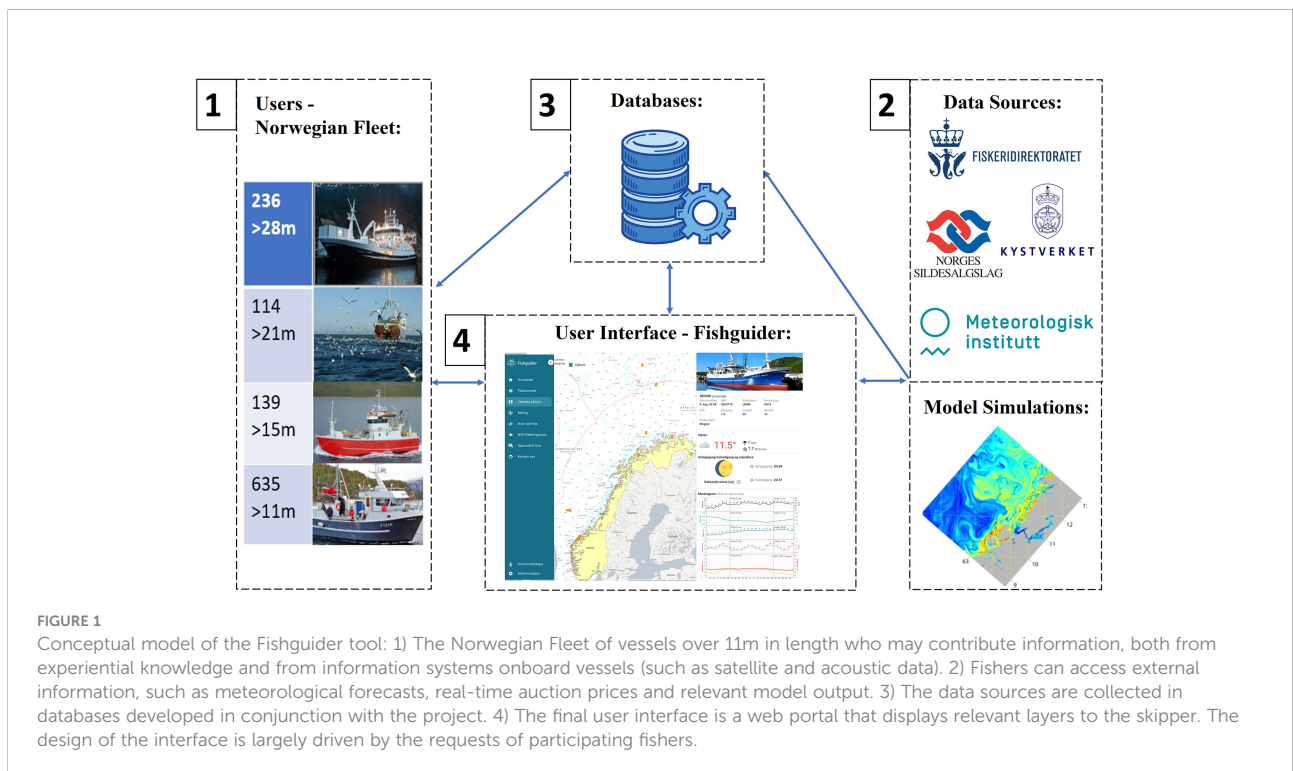 1
Users -
Norwegian Fleet:
236
>28m
114
>21m
139
>15m
635
>11m
3
Databases:
2
Data Sources:
FISKERIDIREKTORATET
NORGES
SILDESALGSLAG
KYSTVERKET
Meteorologisk
institutt
4
User Interface - Fishguider:
Fishguider
11.5°
Model Simulations:
63
9
10
11
12
FIGURE 1
Conceptual model of the Fishguider tool: 1) The Norwegian Fleet of vessels over 11m in length who may contribute information, both from
experiential knowledge and from information systems onboard vessels (such as satellite and acoustic data). 2) Fishers can access external
information, such as meteorological forecasts, real-time auction prices and relevant model output. 3) The data sources are collected in
databases developed in conjunction with the project. 4) The final user interface is a web portal that displays relevant layers to the skipper. The
design of the interface is largely driven by the requests of participating fishers.